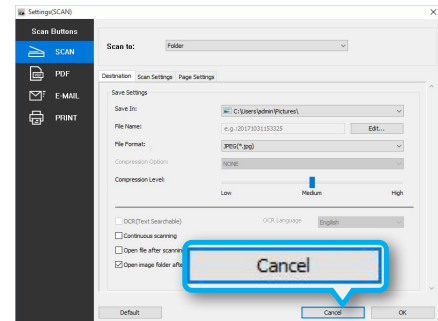 Settings(SCAN)
Scan Buttons
SCAN
PDF
E-MAIL
PRINT
Scan to: Folder
Destination Scan Settings Page Settings
Save Settings
Save In: C:\Users\admin\Pictures\
File Name: e.g.:20171031153325 Edit...
File Format: JPEG(*.jpg)
Compression Option: NONE
Compression Level:
Low Medium High
OCR(Text Searchable) OCR Language English
Continuous scanning
Open file after scanning
Open image folder afte
Cancel
Default Cancel OK